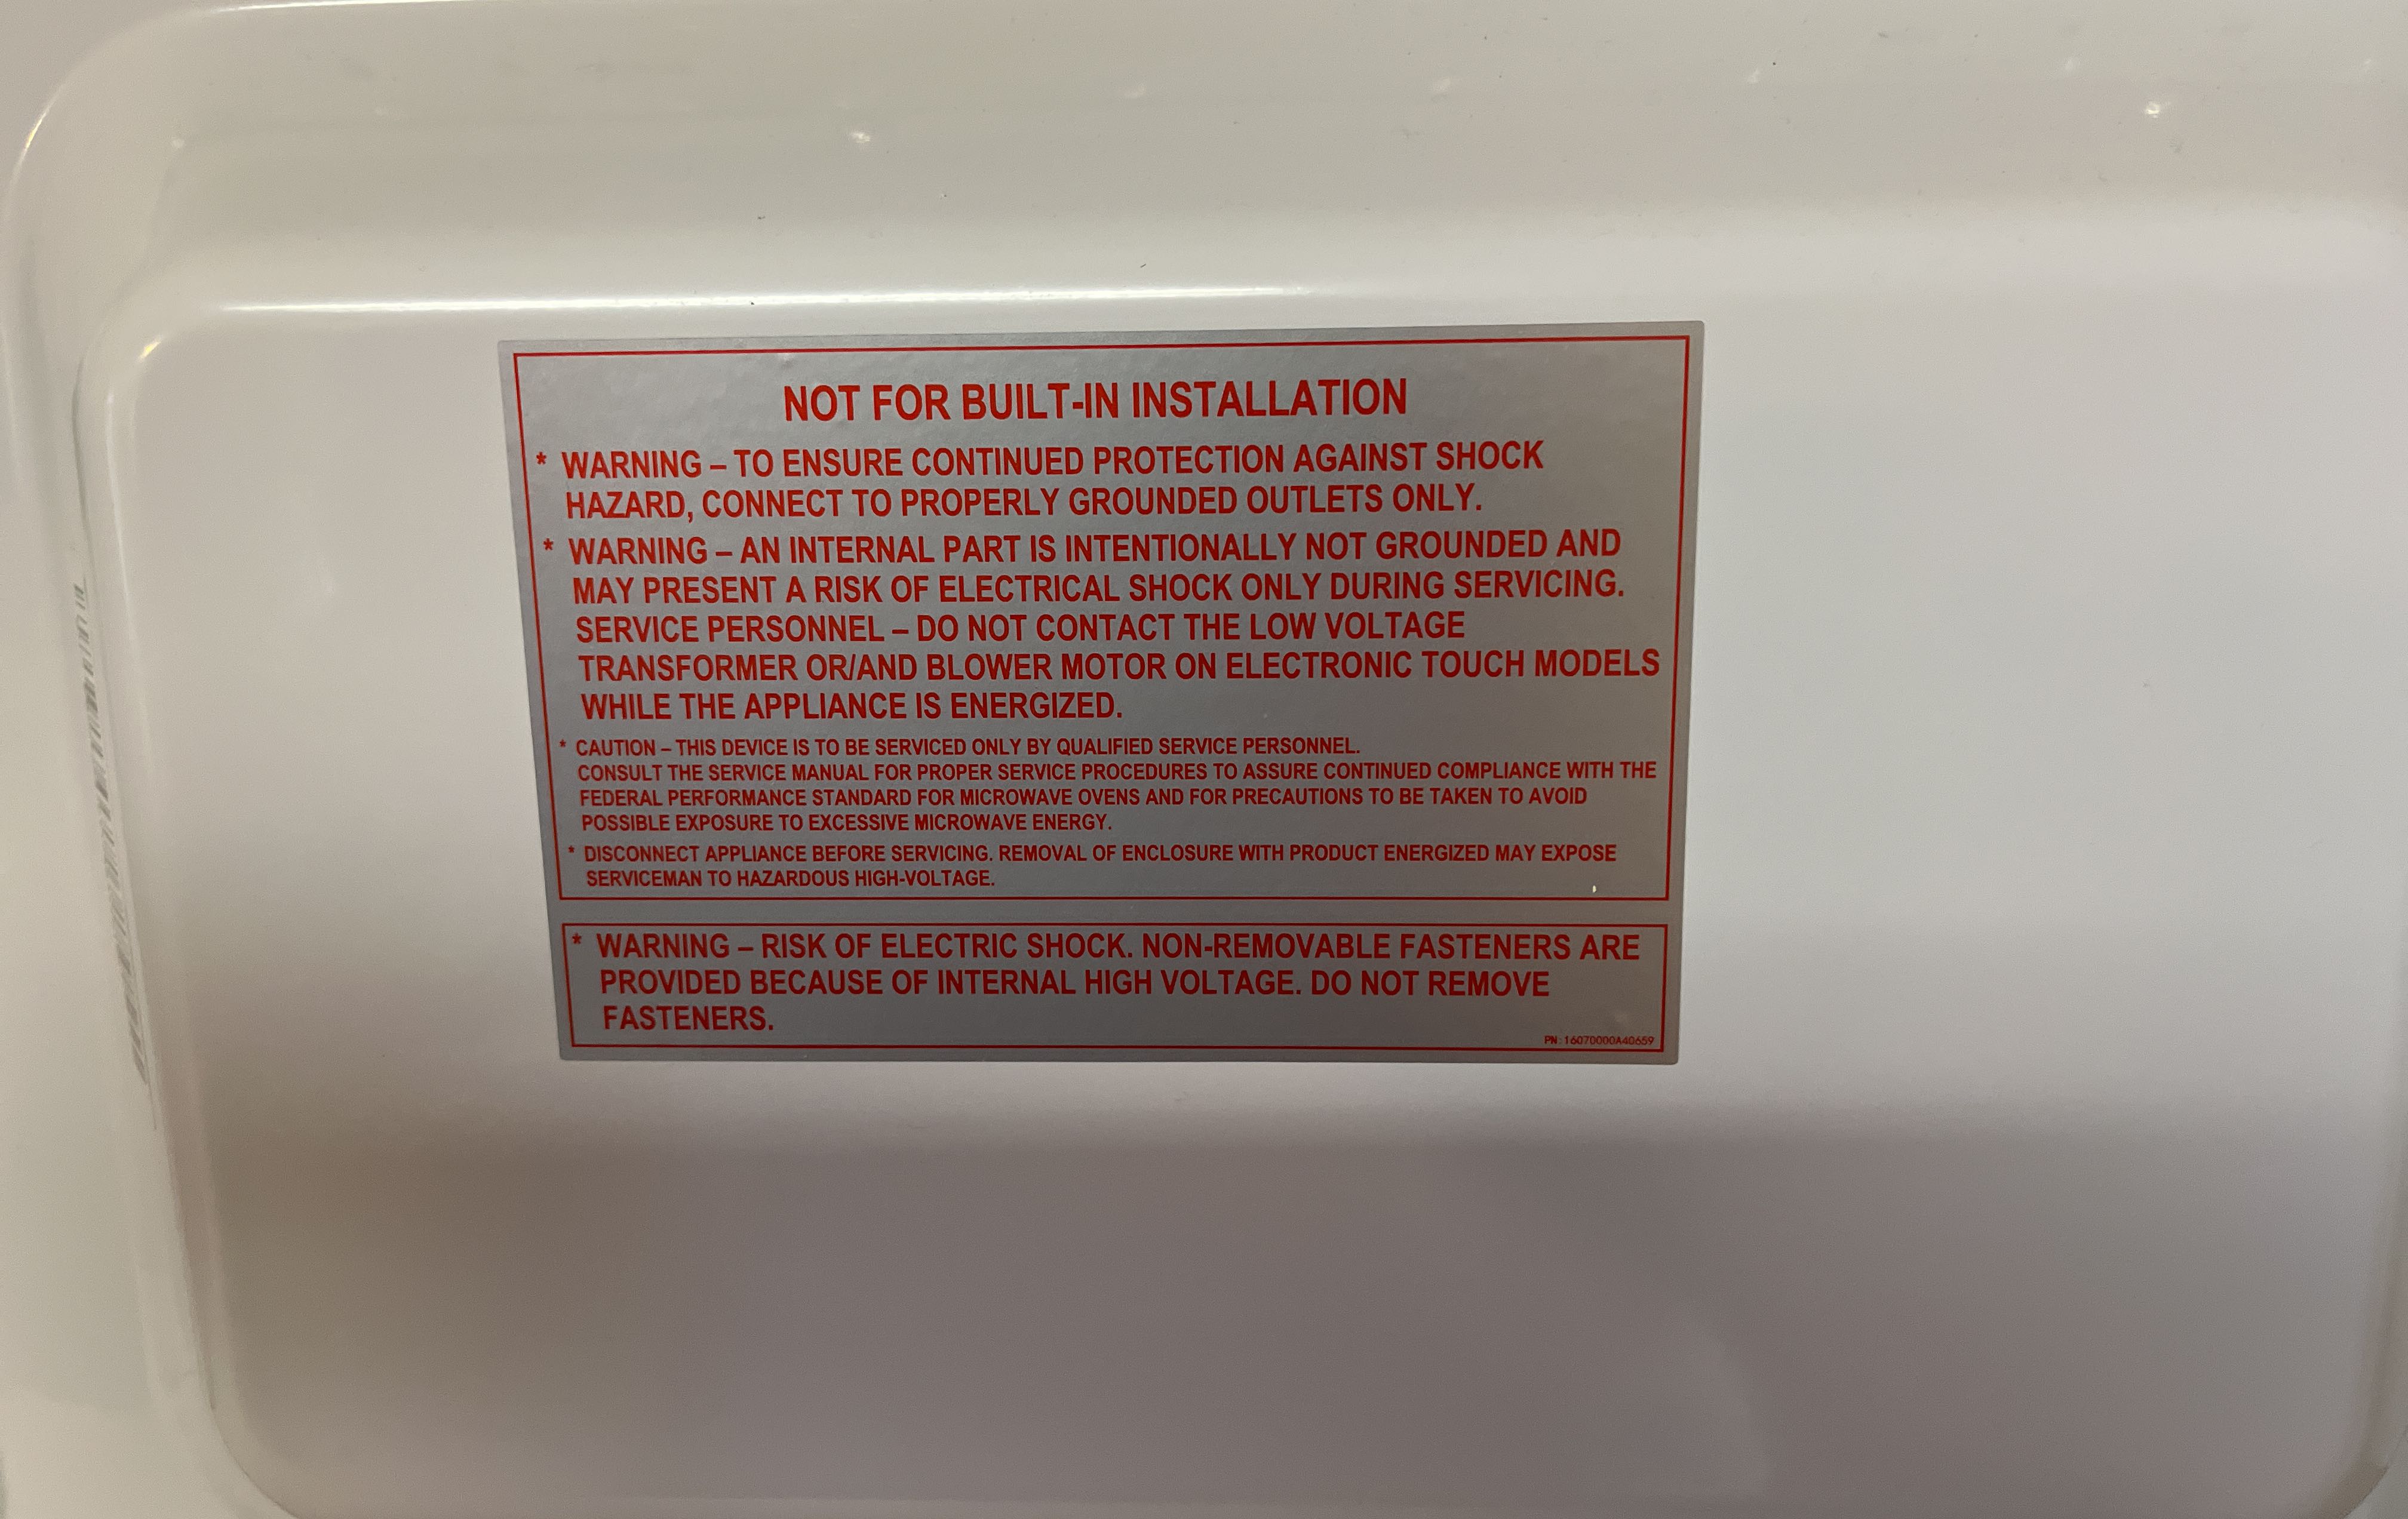 NOT FOR BUILT-IN INSTALLATION
* WARNING – TO ENSURE CONTINUED PROTECTION AGAINST SHOCK
HAZARD, CONNECT TO PROPERLY GROUNDED OUTLETS ONLY.
* WARNING – AN INTERNAL PART IS INTENTIONALLY NOT GROUNDED AND
MAY PRESENT A RISK OF ELECTRICAL SHOCK ONLY DURING SERVICING.
SERVICE PERSONNEL – DO NOT CONTACT THE LOW VOLTAGE
TRANSFORMER OR/AND BLOWER MOTOR ON ELECTRONIC TOUCH MODELS
WHILE THE APPLIANCE IS ENERGIZED.
* CAUTION – THIS DEVICE IS TO BE SERVICED ONLY BY QUALIFIED SERVICE PERSONNEL.
CONSULT THE SERVICE MANUAL FOR PROPER SERVICE PROCEDURES TO ASSURE CONTINUED COMPLIANCE WITH THE
FEDERAL PERFORMANCE STANDARD FOR MICROWAVE OVENS AND FOR PRECAUTIONS TO BE TAKEN TO AVOID
POSSIBLE EXPOSURE TO EXCESSIVE MICROWAVE ENERGY.
* DISCONNECT APPLIANCE BEFORE SERVICING. REMOVAL OF ENCLOSURE WITH PRODUCT ENERGIZED MAY EXPOSE
SERVICEMAN TO HAZARDOUS HIGH-VOLTAGE.
* WARNING – RISK OF ELECTRIC SHOCK. NON-REMOVABLE FASTENERS ARE
PROVIDED BECAUSE OF INTERNAL HIGH VOLTAGE. DO NOT REMOVE
FASTENERS.
PN: 16070000A40659